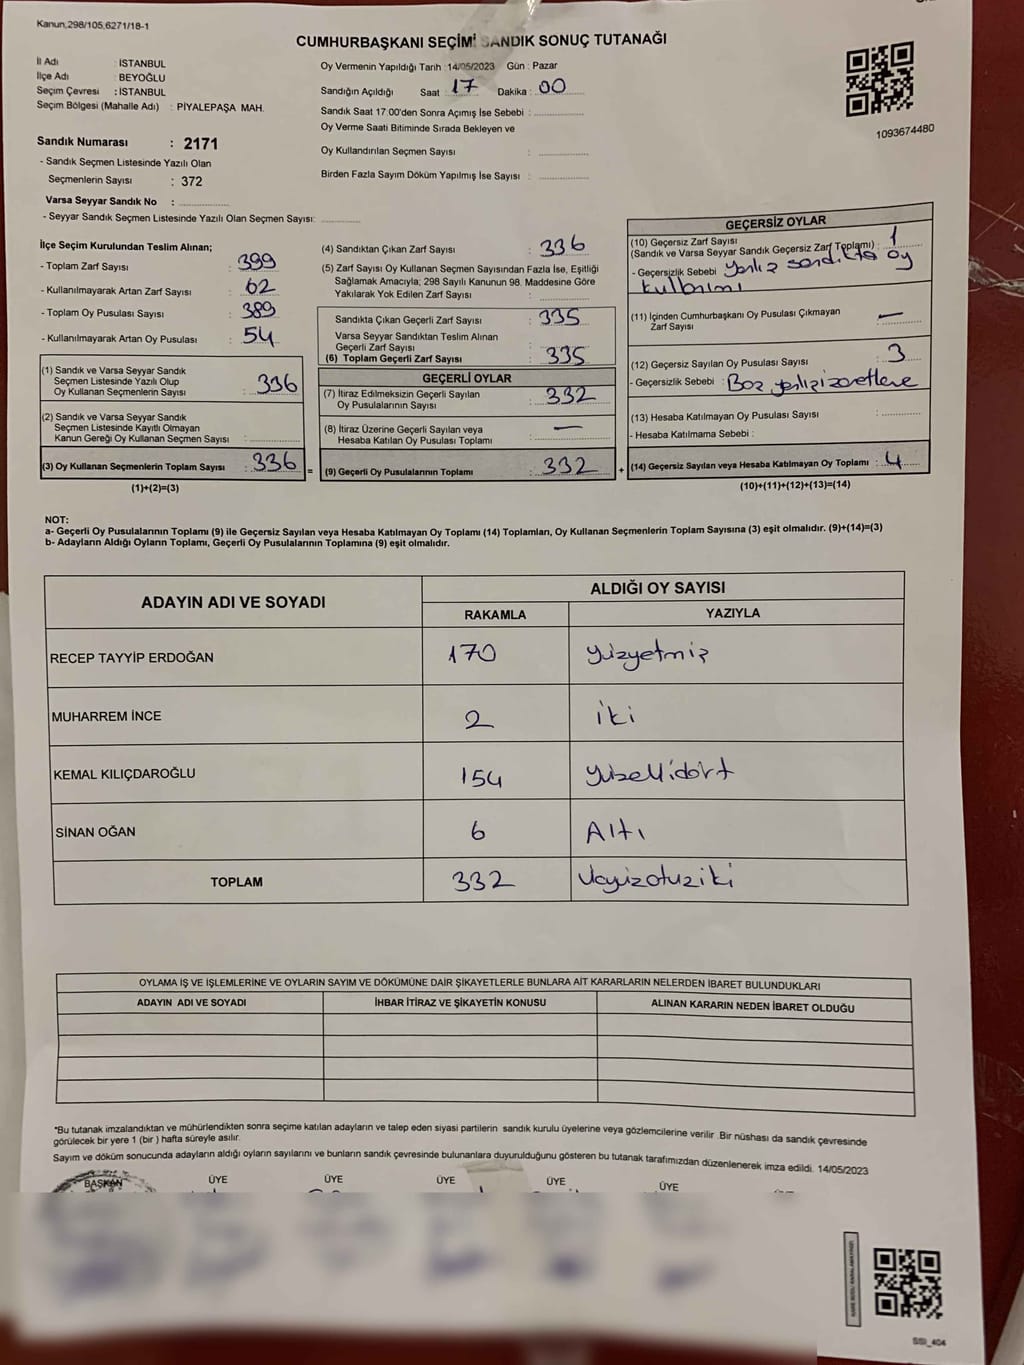 Kanun,298/105,6271/18-1
CUMHURBAŞKANI SEÇİMİ SANDIK SONUÇ TUTANAĞI
İl Adı : İSTANBUL
İlçe Adı : BEYOĞLU
Seçim Çevresi : İSTANBUL
Seçim Bölgesi (Mahalle Adı) : PİYALEPAŞA MAH.
Sandık Numarası : 2171
- Sandık Seçmen Listesinde Yazılı Olan
Seçmenlerin Sayısı : 372
Varsa Seyyar Sandık No :
- Seyyar Sandık Seçmen Listesinde Yazılı Olan Seçmen Sayısı:
Oy Vermenin Yapıldığı Tarih : 14/05/2023 Gün : Pazar
Sandığın Açıldığı Saat : 17 Dakika : 00
Sandık Saat 17:00'den Sonra Açımış İse Sebebi :
Oy Verme Saati Bitiminde Sırada Bekleyen ve
Oy Kullandırılan Seçmen Sayısı :
Birden Fazla Sayım Döküm Yapılmış İse Sayısı :
1093674480
İlçe Seçim Kurulundan Teslim Alınan;
- Toplam Zarf Sayısı : 399
- Kullanılmayarak Artan Zarf Sayısı : 62
- Toplam Oy Pusulası Sayısı : 389
- Kullanılmayarak Artan Oy Pusulası : 54
(1) Sandık ve Varsa Seyyar Sandık
Seçmen Listesinde Yazılı Olup
Oy Kullanan Seçmenlerin Sayısı : 336
(2) Sandık ve Varsa Seyyar Sandık
Seçmen Listesinde Kayıtlı Olmayan
Kanun Gereği Oy Kullanan Seçmen Sayısı :
(3) Oy Kullanan Seçmenlerin Toplam Sayısı : 336 =
(1)+(2)=(3)
(4) Sandıktan Çıkan Zarf Sayısı : 336
(5) Zarf Sayısı Oy Kullanan Seçmen Sayısından Fazla İse, Eşitliği
Sağlamak Amacıyla; 298 Sayılı Kanunun 98. Maddesine Göre
Yakılarak Yok Edilen Zarf Sayısı :
Sandıkta Çıkan Geçerli Zarf Sayısı : 335
Varsa Seyyar Sandıktan Teslim Alınan
Geçerli Zarf Sayısı
(6) Toplam Geçerli Zarf Sayısı : 335
GEÇERLİ OYLAR
(7) İtiraz Edilmeksizin Geçerli Sayılan
Oy Pusulalarının Sayısı : 332
(8) İtiraz Üzerine Geçerli Sayılan veya
Hesaba Katılan Oy Pusulası Toplamı : —
(9) Geçerli Oy Pusulalarının Toplamı : 332 +
GEÇERSİZ OYLAR
(10) Geçersiz Zarf Sayısı
(Sandık ve Varsa Seyyar Sandık Geçersiz Zarf Toplamı) : 1
- Geçersizlik Sebebi : sandıkta oy
(11) İçinden Cumhurbaşkanı Oy Pusulası Çıkmayan
Zarf Sayısı : —
(12) Geçersiz Sayılan Oy Pusulası Sayısı : 3
- Geçersizlik Sebebi :
(13) Hesaba Katılmayan Oy Pusulası Sayısı :
- Hesaba Katılmama Sebebi :
(14) Geçersiz Sayılan veya Hesaba Katılmayan Oy Toplamı : 4
(10)+(11)+(12)+(13)=(14)
NOT:
a- Geçerli Oy Pusulalarının Toplamı (9) ile Geçersiz Sayılan veya Hesaba Katılmayan Oy Toplamı (14) Toplamları, Oy Kullanan Seçmenlerin Toplam Sayısına (3) eşit olmalıdır. (9)+(14)=(3)
b- Adayların Aldığı Oyların Toplamı, Geçerli Oy Pusulalarının Toplamına (9) eşit olmalıdır.
ADAYIN ADI VE SOYADI
ALDIĞI OY SAYISI
RAKAMLA YAZIYLA
RECEP TAYYİP ERDOĞAN 170 yüzyetmiş
MUHARREM İNCE 2 iki
KEMAL KILIÇDAROĞLU 154 yüzellidört
SİNAN OĞAN 6 Altı
TOPLAM 332 Üçyüzotuziki
OYLAMA İŞ VE İŞLEMLERİNE VE OYLARIN SAYIM VE DÖKÜMÜNE DAİR ŞİKAYETLERLE BUNLARA AİT KARARLARIN NELERDEN İBARET BULUNDUKLARI
ADAYIN ADI VE SOYADI İHBAR İTİRAZ VE ŞİKAYETİN KONUSU ALINAN KARARIN NEDEN İBARET OLDUĞU
*Bu tutanak imzalandıktan ve mühürlendikten sonra seçime katılan adayların ve talep eden siyasi partilerin sandık kurulu üyelerine veya gözlemcilerine verilir .Bir nüshası da sandık çevresinde
görülecek bir yere 1 (bir ) hafta süreyle asılır.
Sayım ve döküm sonucunda adayların aldığı oyların sayılarını ve bunların sandık çevresinde bulunanlara duyurulduğunu gösteren bu tutanak tarafımızdan düzenlenerek imza edildi. 14/05/2023
BAŞKAN ÜYE ÜYE ÜYE ÜYE ÜYE
SSI_404